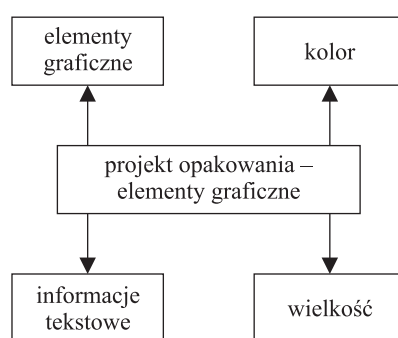 elementy
graficzne
kolor
projekt opakowania –
elementy graficzne
informacje
tekstowe
wielkość